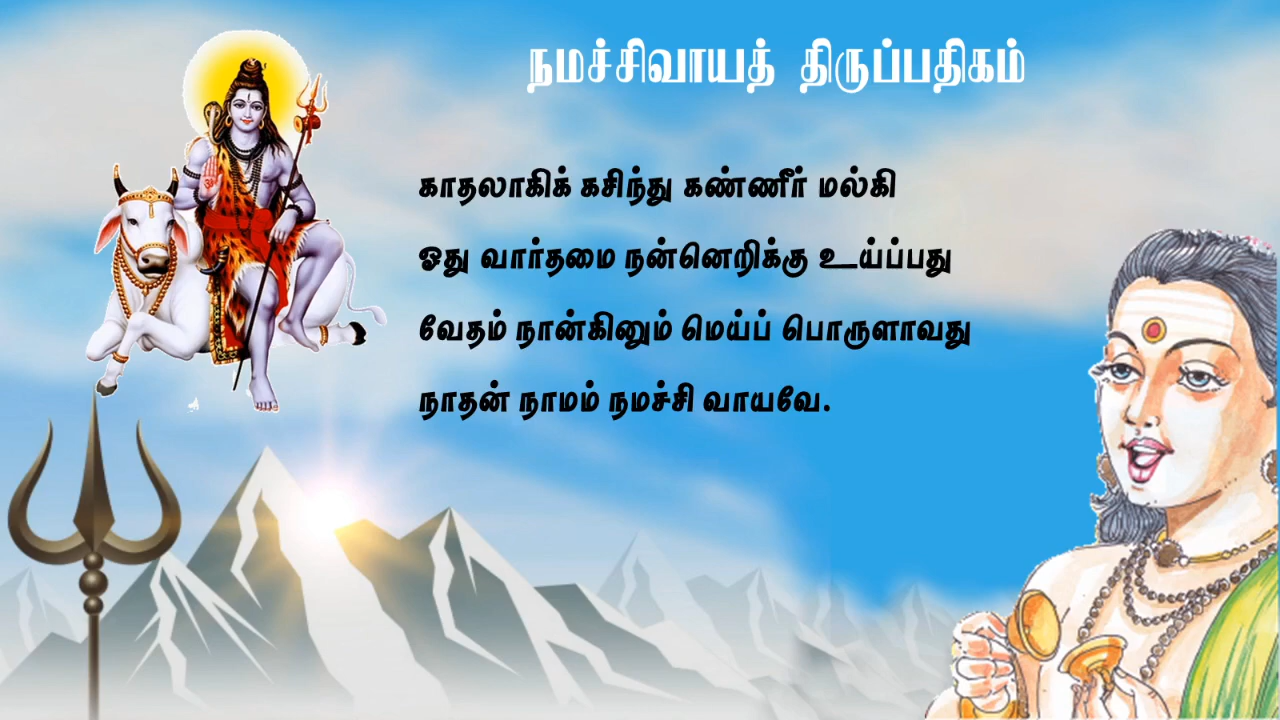 நமச்சிவாயத் திருப்பதிகம்
காதலாகிக் கசிந்து கண்ணீர் மல்கி
ஓது வார்தமை நன்னெறிக்கு உய்ப்பது
வேதம் நான்கினும் மெய்ப் பொருளாவது
நாதன் நாமம் நமச்சி வாயவே.